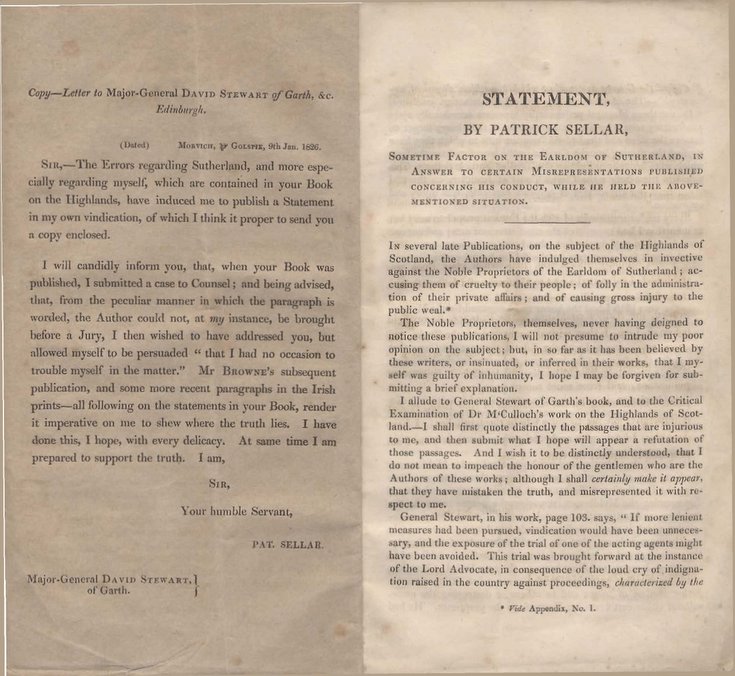 Copy—Letter to Major-General DAVID STEWART of Garth, &c.
Edinburgh.
(Dated) MORVICH, by GOLSPIE, 9th Jan. 1826.
SIR,—The Errors regarding Sutherland, and more espe-
cially regarding myself, which are contained in your Book
on the Highlands, have induced me to publish a Statement
in my own vindication, of which I think it proper to send you
a copy enclosed.
I will candidly inform you, that, when your Book was
published, I submitted a case to Counsel; and being advised,
that, from the peculiar manner in which the paragraph is
worded, the Author could not, at my instance, be brought
before a Jury, I then wished to have addressed you, but
allowed myself to be persuaded “ that I had no occasion to
trouble myself in the matter.” Mr BROWNE's subsequent
publication, and some more recent paragraphs in the Irish
prints—all following on the statements in your Book, render
it imperative on me to shew where the truth lies. I have
done this, I hope, with every delicacy. At same time I am
prepared to support the truth. I am,
SIR,
Your humble Servant,
PAT. SELLAR.
Major-General DAVID STEWART,}
of Garth.
STATEMENT,
BY PATRICK SELLAR,
SOMETIME FACTOR ON THE EARLDOM OF SUTHERLAND, IN
ANSWER TO CERTAIN MISREPRESENTATIONS PUBLISHED
CONCERNING HIS CONDUCT, WHILE HE HELD THE ABOVE-
MENTIONED SITUATION.
IN several late Publications, on the subject of the Highlands of
Scotland, the Authors have indulged themselves in invective
against the Noble Proprietors of the Earldom of Sutherland; ac-
cusing them of cruelty to their people; of folly in the administra-
tion of their private affairs; and of causing gross injury to the
public weal.*
The Noble Proprietors, themselves, never having deigned to
notice these publications, I will not presume to intrude my poor
opinion on the subject; but, in so far as it has been believed by
these writers, or insinuated, or inferred in their works, that I my-
self was guilty of inhumanity, I hope I may be forgiven for sub-
mitting a brief explanation.
I allude to General Stewart of Garth's book, and to the Critical
Examination of Dr M'Culloch's work on the Highlands of Scot-
land.—I shall first quote distinctly the passages that are injurious
to me, and then submit what I hope will appear a refutation of
those passages. And I wish it to be distinctly understood, that I
do not mean to impeach the honour of the gentlemen who are the
Authors of these works; although I shall certainly make it appear,
that they have mistaken the truth, and misrepresented it with re-
spect to me.
General Stewart, in his work, page 103. says, “ If more lenient
measures had been pursued, vindication would have been unneces-
sary, and the exposure of the trial of one of the acting agents might
have been avoided. This trial was brought forward at the instance
of the Lord Advocate, in consequence of the loud cry of indigna-
tion raised in the country against proceedings, characterized by the
* Vide Appendix, No. 1.